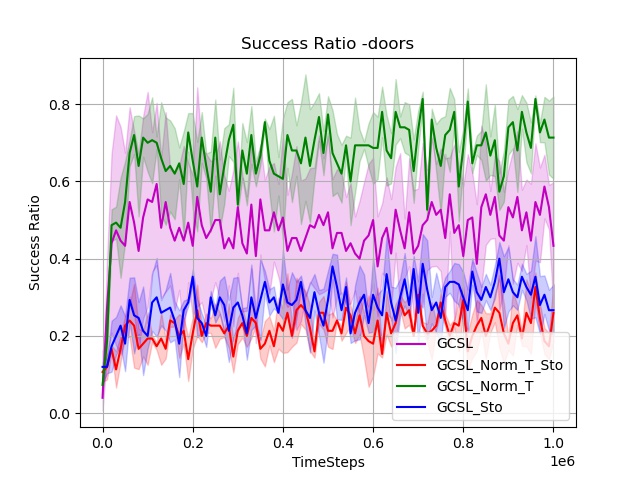 Success Ratio -doors
Success Ratio
0.8
0.6
0.4
0.2
0.0
GCSL
GCSL_Norm_T_Sto
GCSL_Norm_T
GCSL_Sto
0.0 0.2 0.4 0.6 0.8 1.0
TimeSteps
1e6